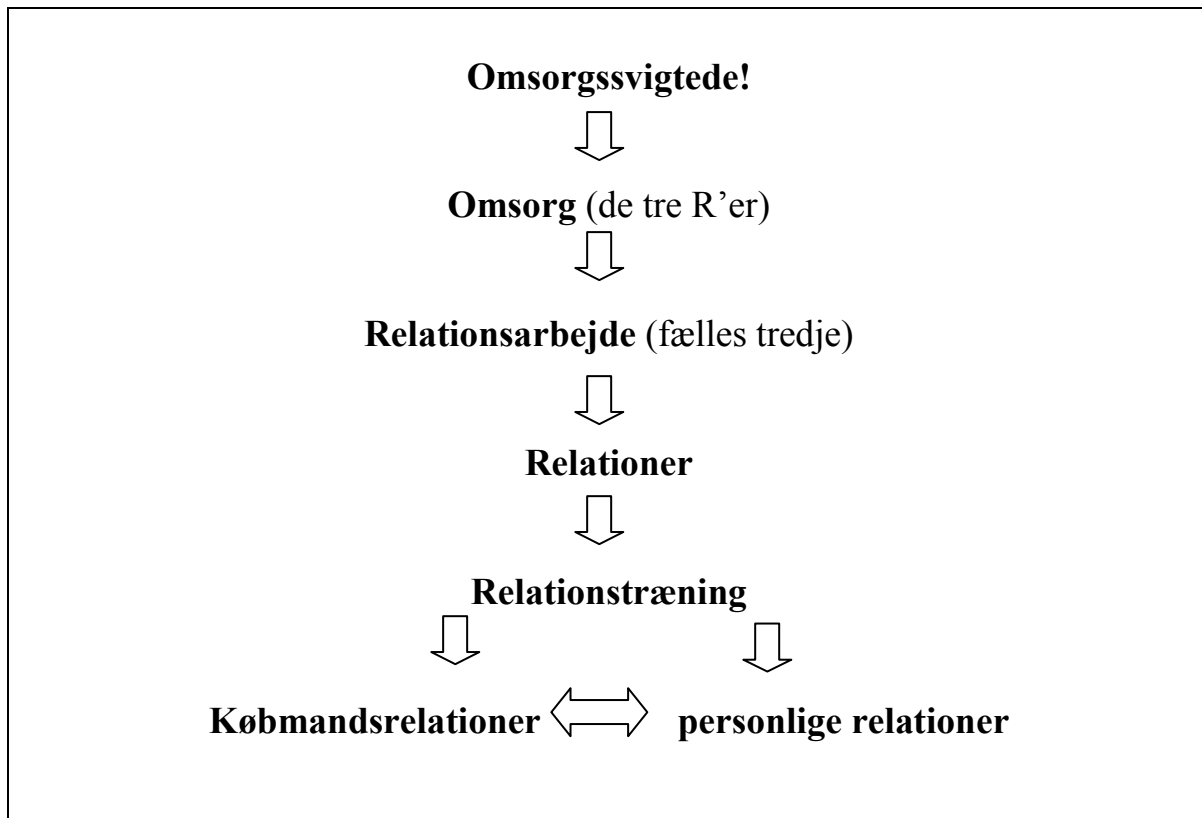 Omsorgssvigtede!
Omsorg (de tre R’er)
Relationsarbejde (fælles tredje)
Relationer
Relationstræning
Købmandsrelationer personlige relationer